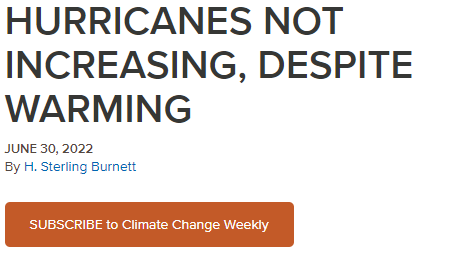 HURRICANES NOT
INCREASING, DESPITE
WARMING
JUNE 30, 2022
By H. Sterling Burnett
SUBSCRIBE to Climate Change Weekly